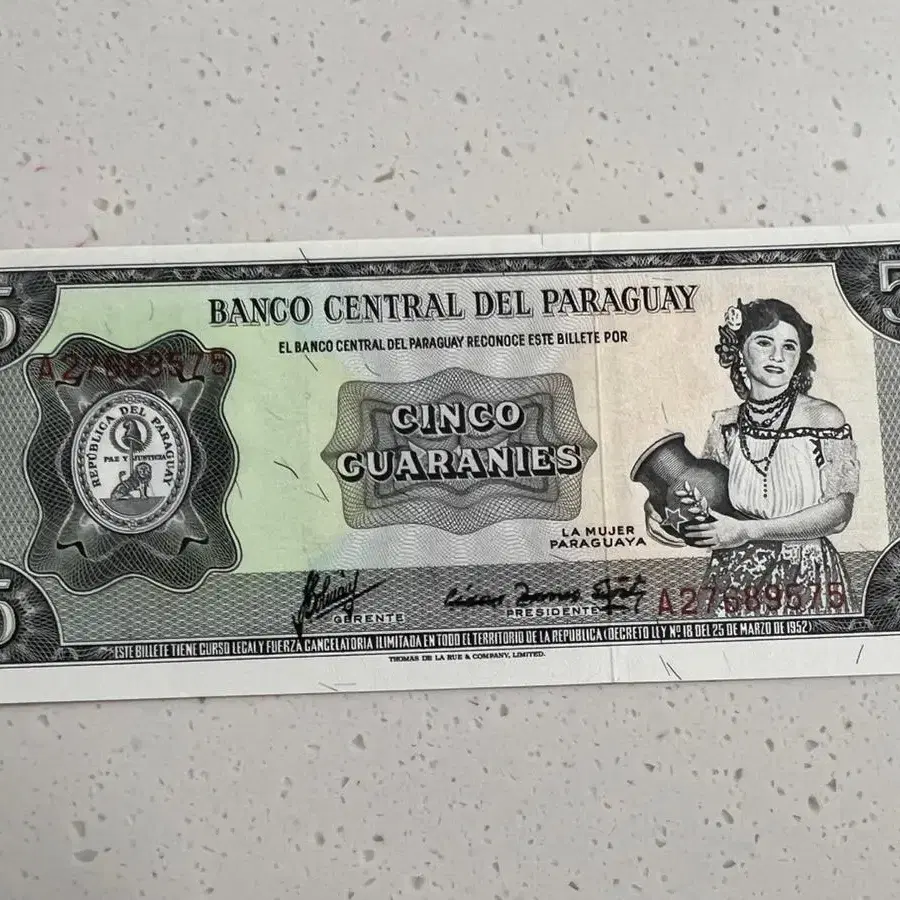 5
5
BANCO CENTRAL DEL PARAGUAY
EL BANCO CENTRAL DEL PARAGUAY RECONOCE ESTE BILLETE POR
A27689575
REPÚBLICA DEL PARAGUAY
PAZ Y JUSTICIA
CINCO
GUARANIES
LA MUJER
PARAGUAYA
GERENTE
PRESIDENTE
A27689575
5
ESTE BILLETE TIENE CURSO LEGAL Y FUERZA CANCELATORIA ILIMITADA EN TODO EL TERRITORIO DE LA REPUBLICA (DECRETO LEY Nº 18 DEL 25 DE MARZO DE 1952)
THOMAS DE LA RUE & COMPANY, LIMITED.